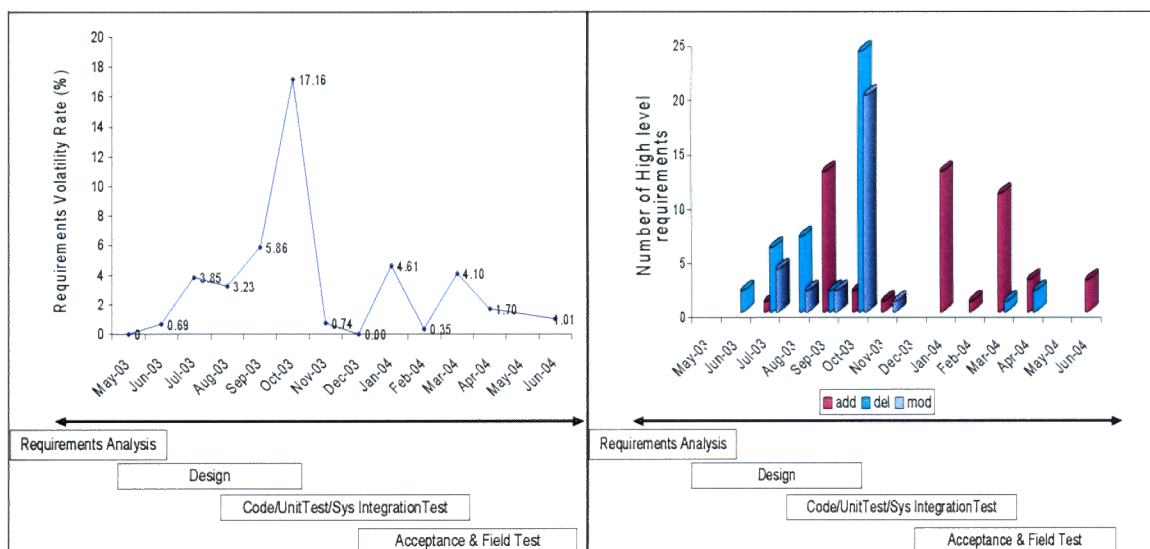 Requirements Volatility Rate (%)
20
18
16
14
12
10
8
6
4
2
0
0
0.69
3.85
3.23
5.86
17.16
0.74
0.00
4.61
0.35
4.10
1.70
1.01
May-03
Jun-03
Jul-03
Aug-03
Sep-03
Oct-03
Nov-03
Dec-03
Jan-04
Feb-04
Mar-04
Apr-04
May-04
Jun-04
Requirements Analysis
Design
Code/UnitTest/Sys IntegrationTest
Acceptance & Field Test
Number of High level
requirements
25
20
15
10
5
0
May-03
Jun-03
Jul-03
Aug-03
Sep-03
Oct-03
Nov-03
Dec-03
Jan-04
Feb-04
Mar-04
Apr-04
May-04
Jun-04
add del mod
Requirements Analysis
Design
Code/UnitTest/Sys IntegrationTest
Acceptance & Field Test